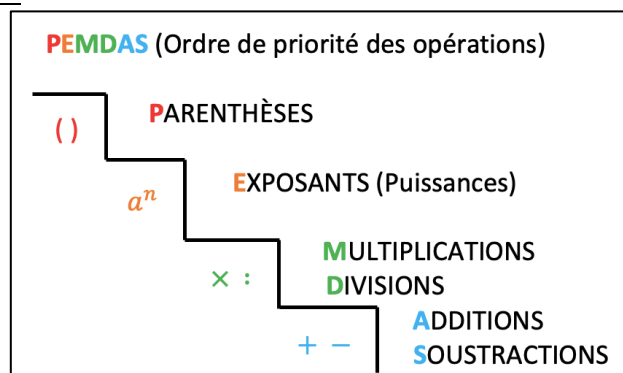 PEMDAS (Ordre de priorité des opérations)
( ) PARENTHÈSES
aⁿ EXPOSANTS (Puissances)
MULTIPLICATIONS
× : DIVISIONS
ADDITIONS
+ − SOUSTRACTIONS